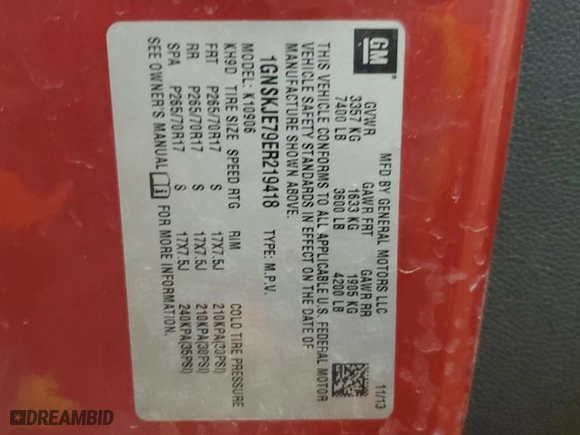 GM
MFD BY GENERAL MOTORS LLC 11/13
GVWR GAWR FRT GAWR RR
3357 KG 1633 KG 1905 KG
7400 LB 3600 LB 4200 LB
THIS VEHICLE CONFORMS TO ALL APPLICABLE U.S. FEDERAL MOTOR
VEHICLE SAFETY STANDARDS IN EFFECT ON THE DATE OF
MANUFACTURE SHOWN ABOVE.
1GNSKJE79ER219418 TYPE: M.P.V.
MODEL: K10906
KH9D TIRE SIZE SPEED RTG RIM COLD TIRE PRESSURE
FRT P265/70R17 S 17X7.5J 210KPA(30PSI)
RR P265/70R17 S 17X7.5J 210KPA(30PSI)
SPA P265/70R17 S 17X7.5J 240KPA(35PSI)
SEE OWNER'S MANUAL i FOR MORE INFORMATION.
DREAMBID